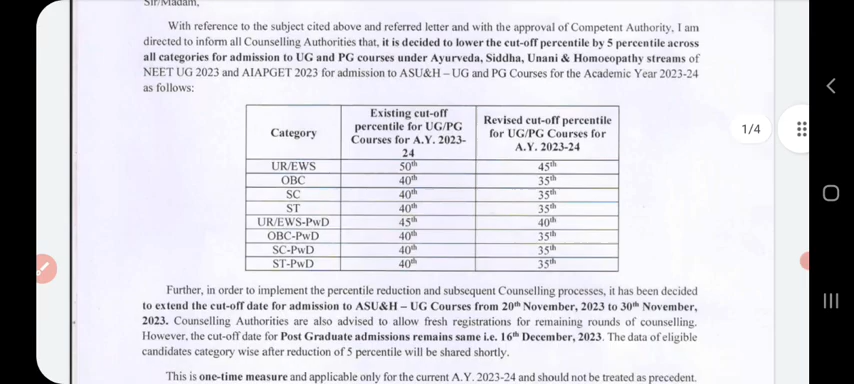 Sir/Madam,
With reference to the subject cited above and referred letter and with the approval of Competent Authority, I am
directed to inform all Counselling Authorities that, it is decided to lower the cut-off percentile by 5 percentile across
all categories for admission to UG and PG courses under Ayurveda, Siddha, Unani & Homoeopathy streams of
NEET UG 2023 and AIAPGET 2023 for admission to ASU&H – UG and PG Courses for the Academic Year 2023-24
as follows:
Category
Existing cut-off
percentile for UG/PG
Courses for A.Y. 2023-
24
Revised cut-off percentile
for UG/PG Courses for
A.Y. 2023-24
UR/EWS 50th 45th
OBC 40th 35th
SC 40th 35th
ST 40th 35th
UR/EWS-PwD 45th 40th
OBC-PwD 40th 35th
SC-PwD 40th 35th
ST-PwD 40th 35th
1/4
Further, in order to implement the percentile reduction and subsequent Counselling processes, it has been decided
to extend the cut-off date for admission to ASU&H – UG Courses from 20th November, 2023 to 30th November,
2023. Counselling Authorities are also advised to allow fresh registrations for remaining rounds of counselling.
However, the cut-off date for Post Graduate admissions remains same i.e. 16th December, 2023. The data of eligible
candidates category wise after reduction of 5 percentile will be shared shortly.
This is one-time measure and applicable only for the current A.Y. 2023-24 and should not be treated as precedent.